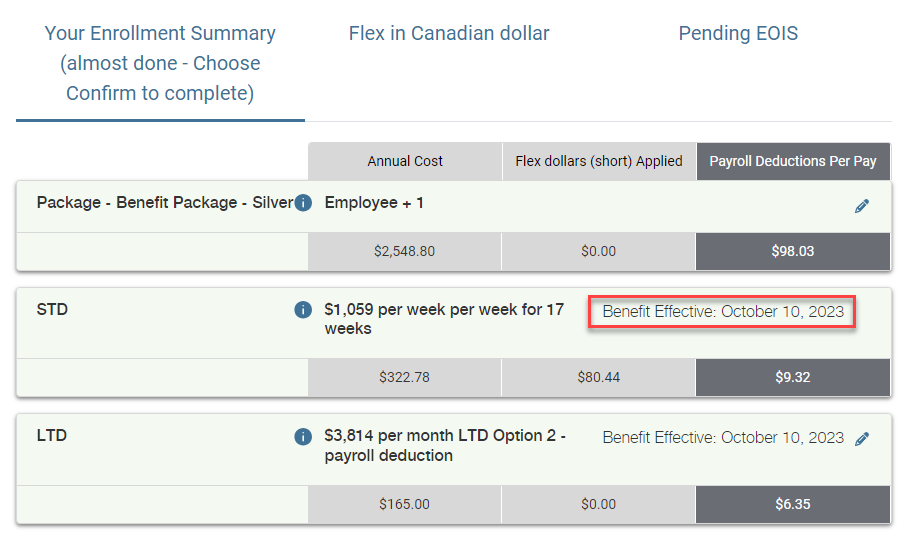 Your Enrollment Summary
(almost done - Choose
Confirm to complete)
Flex in Canadian dollar
Pending EOIS
Annual Cost
Flex dollars (short) Applied
Payroll Deductions Per Pay
Package - Benefit Package - Silver
Employee + 1
$2,548.80
$0.00
$98.03
STD
$1,059 per week per week for 17
weeks
Benefit Effective: October 10, 2023
$322.78
$80.44
$9.32
LTD
$3,814 per month LTD Option 2 -
payroll deduction
Benefit Effective: October 10, 2023
$165.00
$0.00
$6.35